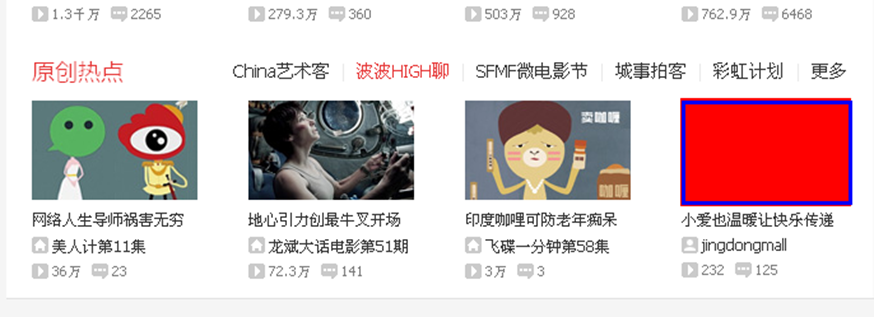 1.3千万 2265 279.3万 360 503万 928 762.9万 6468
原创热点 China艺术客 波波HIGH聊 SFMF微电影节 城事拍客 彩虹计划 更多
卖咖喱
咖喱
网络人生导师祸害无穷 地心引力创最牛叉开场 印度咖哩可防老年痴呆 小爱也温暖让快乐传递
美人计第11集 龙斌大话电影第51期 飞碟一分钟第58集 jingdongmall
36万 23 72.3万 141 3万 3 232 125